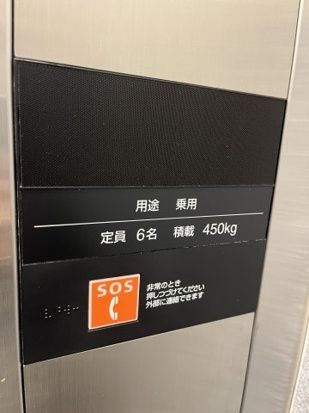 用途 乗用
定員 6名 積載 450kg
SOS
非常のとき
押しつづけてください
外部に連絡できます